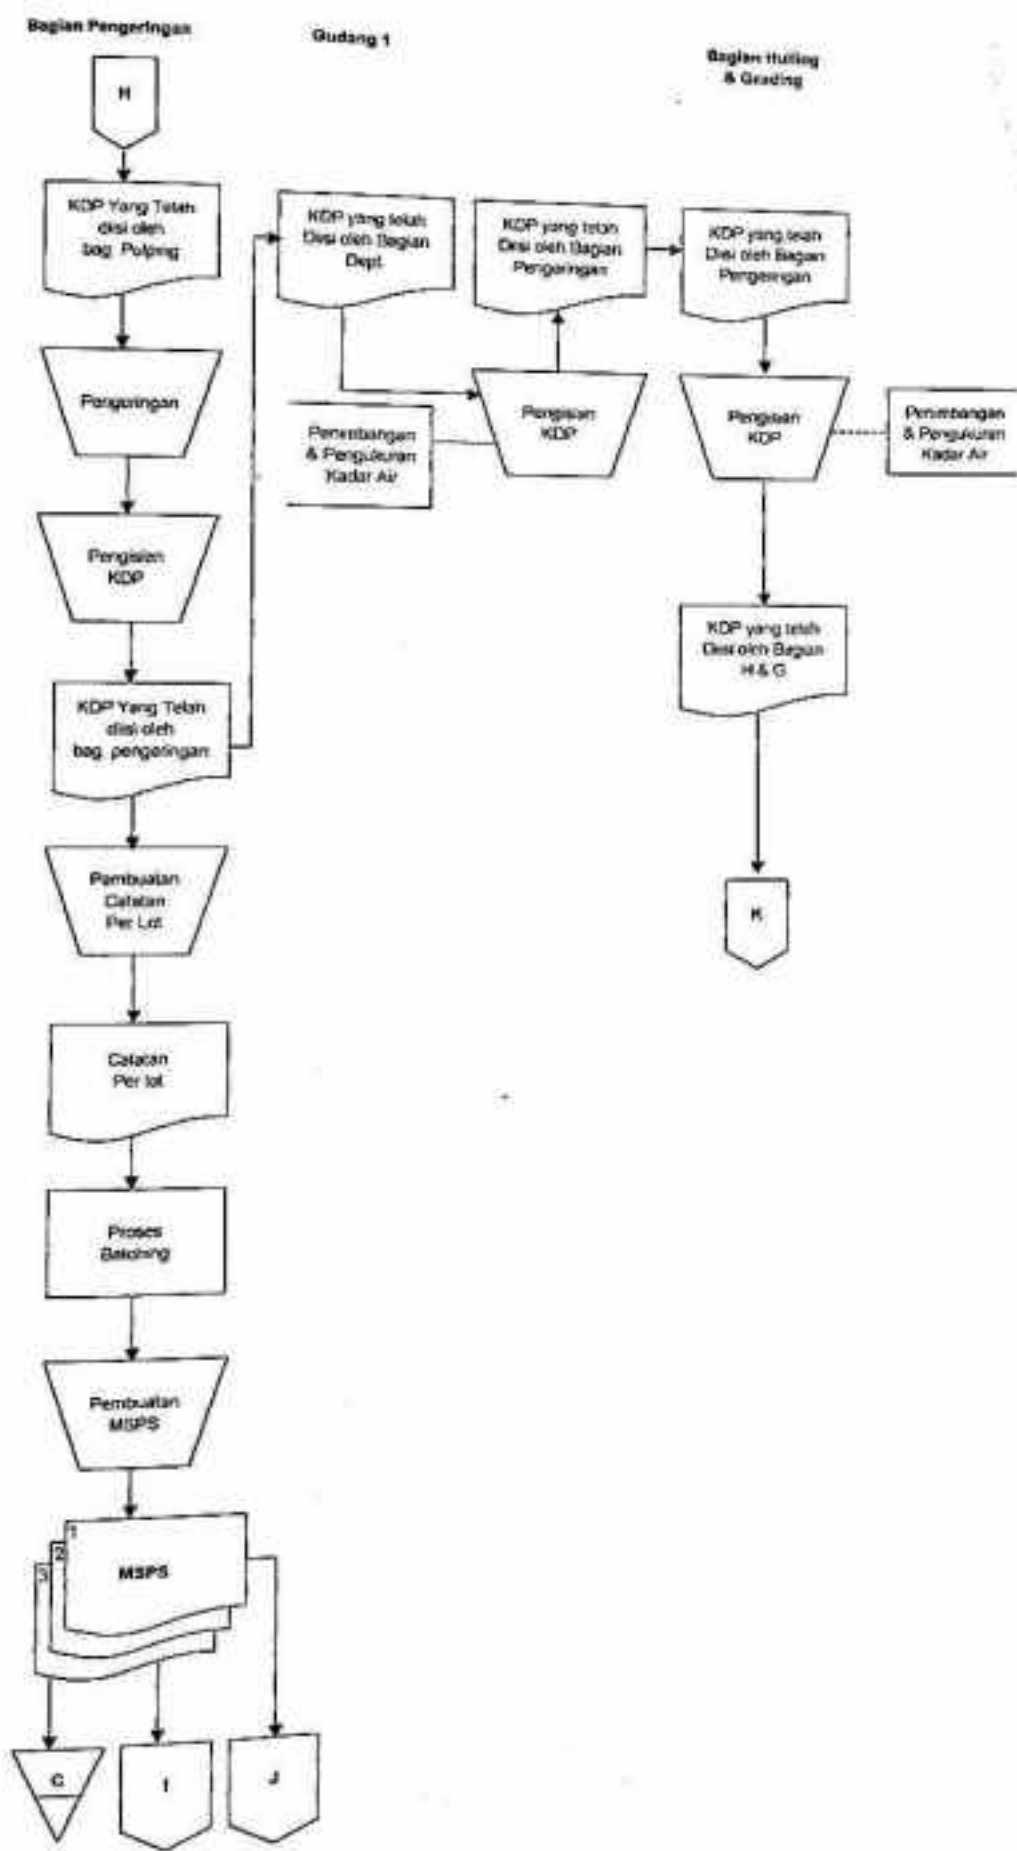 Bagian Pengeringan
H
KDP Yang Telah
diisi oleh
bag. Pulping
Pengeringan
Pengisian
KDP
KDP Yang Telah
diisi oleh
bag. pengeringan
Pembuatan
Catatan
Per Lot
Catatan
Per lot
Proses
Batching
Pembuatan
MSPS
1
2
3
MSPS
C
I
J
Gudang 1
KDP yang telah
Diisi oleh Bagian
Dept.
Penimbangan
& Pengukuran
Kadar Air
KDP yang telah
Diisi oleh Bagian
Pengeringan
Pengisian
KDP
Bagian Hulling
& Grading
KDP yang telah
Diisi oleh Bagian
Pengeringan
Pengisian
KDP
Penimbangan
& Pengukuran
Kadar Air
KDP yang telah
Diisi oleh Bagian
H & G
K